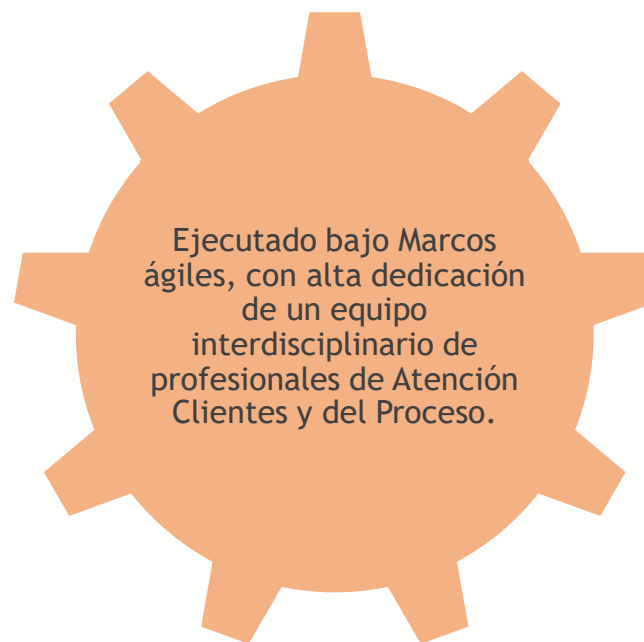 Ejecutado bajo Marcos
ágiles, con alta dedicación
de un equipo
interdisciplinario de
profesionales de Atención
Clientes y del Proceso.